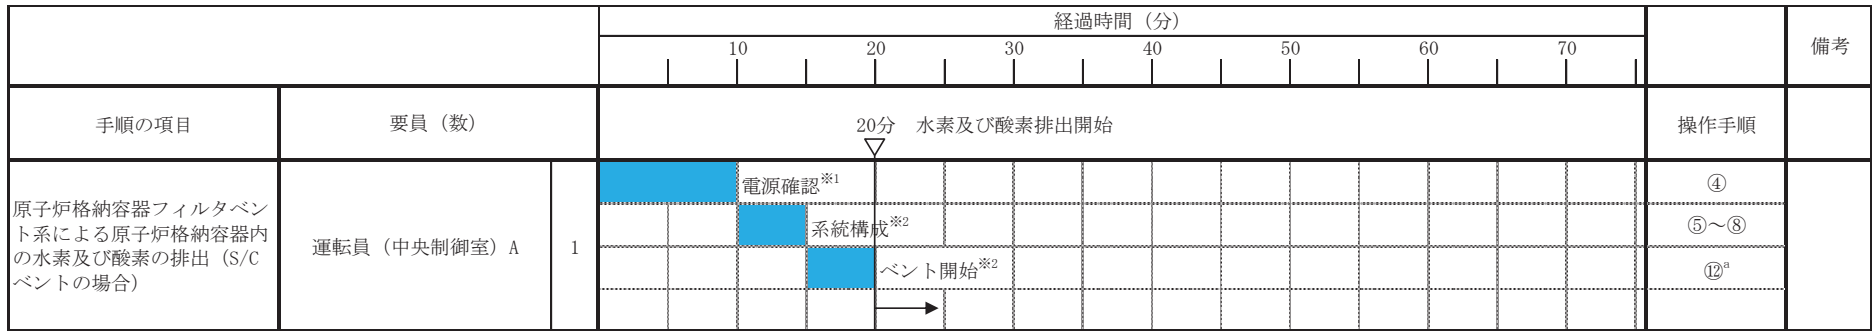 経過時間（分）
10 20 30 40 50 60 70
備考
手順の項目
要員（数）
20分 水素及び酸素排出開始
操作手順
原子炉格納容器フィルタベン
ト系による原子炉格納容器内
の水素及び酸素の排出（S/C
ベントの場合）
運転員（中央制御室）A
1
電源確認※1
④
系統構成※2
⑤～⑧
ベント開始※2
⑫a